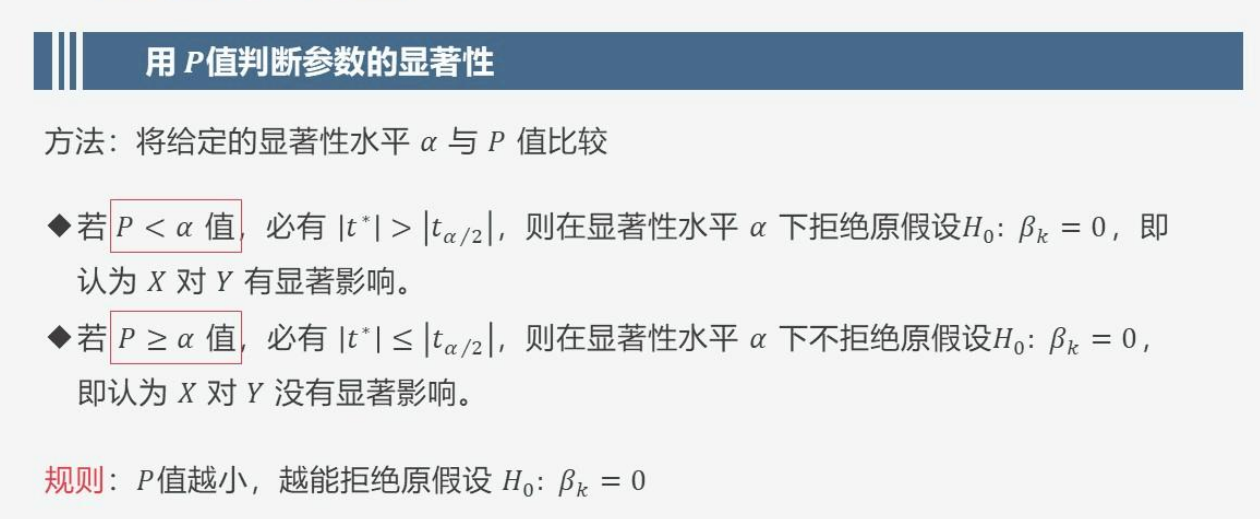 用 P值判断参数的显著性
方法：将给定的显著性水平 α 与 P 值比较
◆若 P < α 值，必有 |t*| > |t_{α/2}|，则在显著性水平 α 下拒绝原假设H₀: β_k = 0，即
认为 X 对 Y 有显著影响。
◆若 P ≥ α 值，必有 |t*| ≤ |t_{α/2}|，则在显著性水平 α 下不拒绝原假设H₀: β_k = 0，
即认为 X 对 Y 没有显著影响。
规则：P值越小，越能拒绝原假设 H₀: β_k = 0